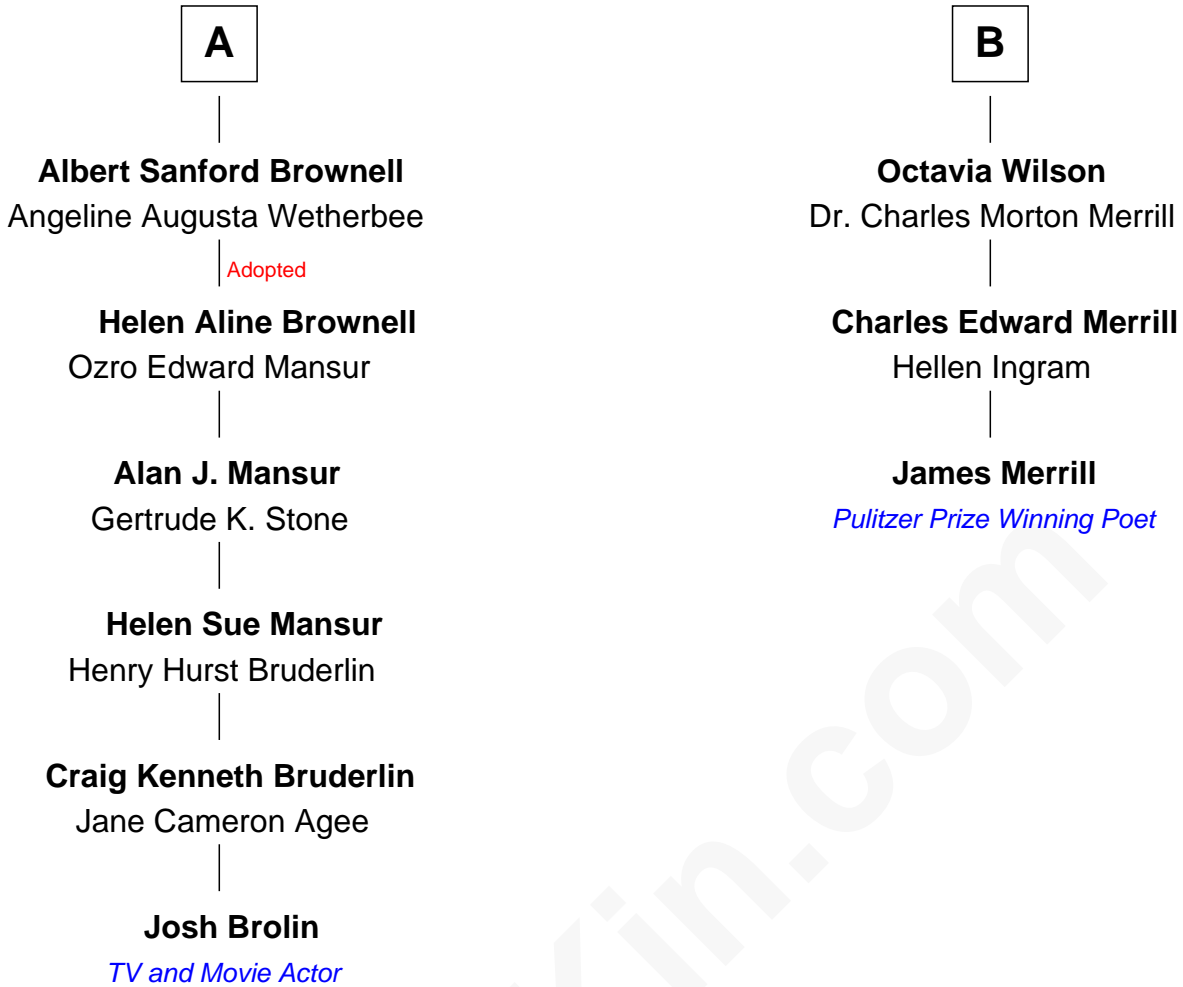 A
Albert Sanford Brownell
Angeline Augusta Wetherbee
Adopted
Helen Aline Brownell
Ozro Edward Mansur
Alan J. Mansur
Gertrude K. Stone
Helen Sue Mansur
Henry Hurst Bruderlin
Craig Kenneth Bruderlin
Jane Cameron Agee
Josh Brolin
TV and Movie Actor
B
Octavia Wilson
Dr. Charles Morton Merrill
Charles Edward Merrill
Hellen Ingram
James Merrill
Pulitzer Prize Winning Poet
Kin.com